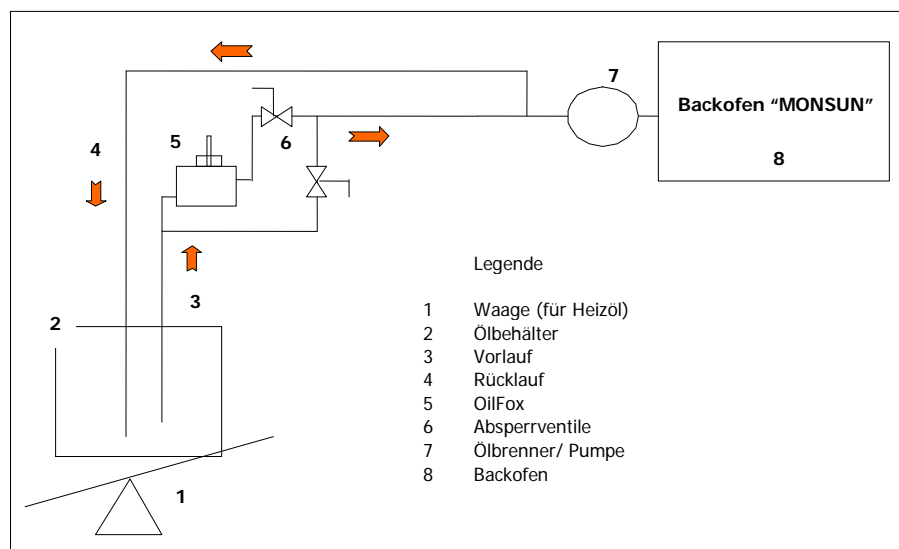 7
Backofen “MONSUN”
8
5
6
4
3
2
1
Legende
1 Waage (für Heizöl)
2 Ölbehälter
3 Vorlauf
4 Rücklauf
5 OilFox
6 Absperrventile
7 Ölbrenner/ Pumpe
8 Backofen